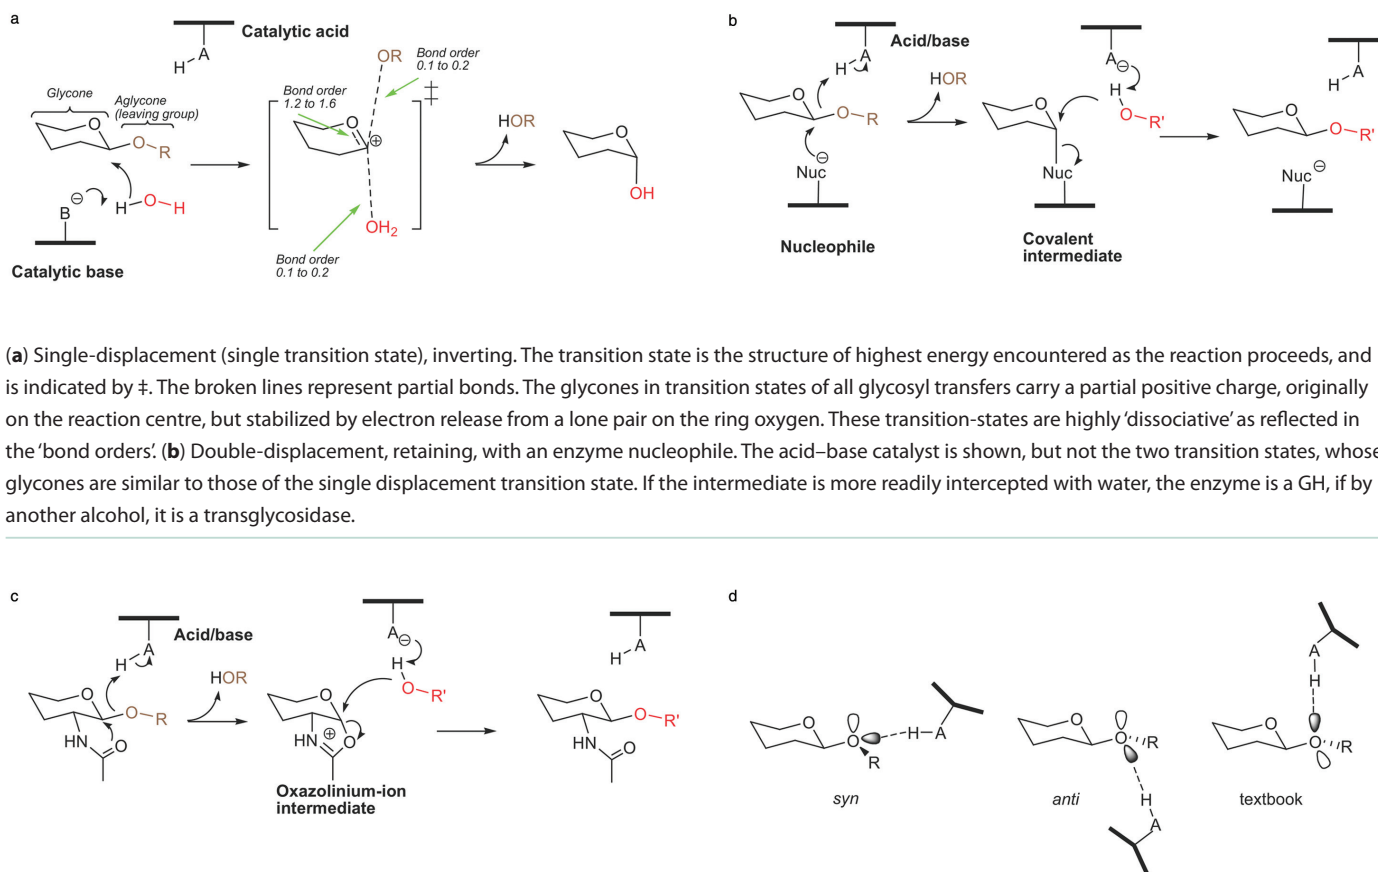 a
Catalytic acid
A
H
Glycone
Aglycone
(leaving group)
O
O
R
B
⊖
H
O
H
Catalytic base
Bond order
1.2 to 1.6
OR
Bond order
0.1 to 0.2
‡
O
⊕
OH2
Bond order
0.1 to 0.2
HOR
O
OH
b
Acid/base
A
H
O
O
R
⊖
Nuc
Nucleophile
HOR
A
⊖
H
O
R'
O
Nuc
Covalent
intermediate
A
H
O
O
R'
Nuc
⊖
(a) Single-displacement (single transition state), inverting. The transition state is the structure of highest energy encountered as the reaction proceeds, and
is indicated by ‡. The broken lines represent partial bonds. The glycones in transition states of all glycosyl transfers carry a partial positive charge, originally
on the reaction centre, but stabilized by electron release from a lone pair on the ring oxygen. These transition-states are highly ‘dissociative’ as reflected in
the ‘bond orders’. (b) Double-displacement, retaining, with an enzyme nucleophile. The acid–base catalyst is shown, but not the two transition states, whose
glycones are similar to those of the single displacement transition state. If the intermediate is more readily intercepted with water, the enzyme is a GH, if by
another alcohol, it is a transglycosidase.
c
Acid/base
A
H
O
O
R
HN
O
HOR
A
⊖
H
O
R'
O
HN
⊕
O
Oxazolinium-ion
intermediate
A
H
O
O
R'
HN
O
d
O
O
H
A
R
syn
O
O
R
H
A
anti
A
H
O
O
R
textbook